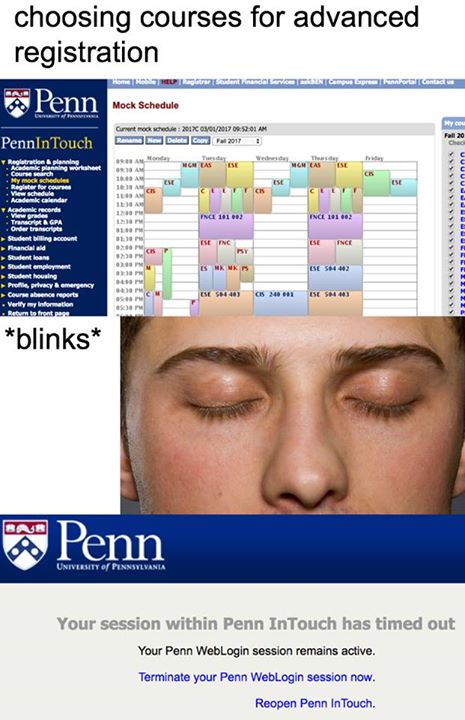 choosing courses for advanced
registration
Home | Mobile | HELP | Registrar | Student Financial Services | askBEN | Campus Express | PennPortal | Contact us
Penn
UNIVERSITY of PENNSYLVANIA
PennInTouch
Registration & planning
Academic planning worksheet
Course search
My mock schedules
Register for courses
View schedule
Academic calendar
Academic records
View grades
Transcript & GPA
Order transcripts
Student billing account
Financial aid
Student loans
Student employment
Student housing
Profile, privacy & emergency
Course absence reports
Verify my information
Return to front page
Mock Schedule
Current mock schedule : 2017C 03/01/2017 09:52:01 AM
Rename New Delete Copy Fall 2017
Monday Tuesday Wednesday Thursday Friday
09:00 AM
09:30 AM MGM EAS ESE MGM EAS ESE
10:00 AM CIS
10:30 AM ESE ESE ESE
11:00 AM CIS C E L F F CIS C E L F F
11:30 AM
12:00 PM
12:30 PM FNCE 101 002 FNCE 101 002
01:00 PM
01:30 PM
02:00 PM ESE FNC ESE FNCE
02:30 PM CIS P PSY
03:00 PM
03:30 PM M ES MK MK PS ESE 504 402
04:00 PM
04:30 PM
05:00 PM C M ESE 504 403 CIS 240 001 ESE 504 403
05:30 PM P
My cou
Fall 20
Check
*blinks*
Penn
UNIVERSITY of PENNSYLVANIA
Your session within Penn InTouch has timed out
Your Penn WebLogin session remains active.
Terminate your Penn WebLogin session now.
Reopen Penn InTouch.